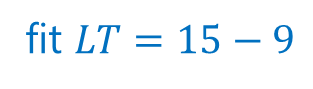 fit LT = 15 − 9